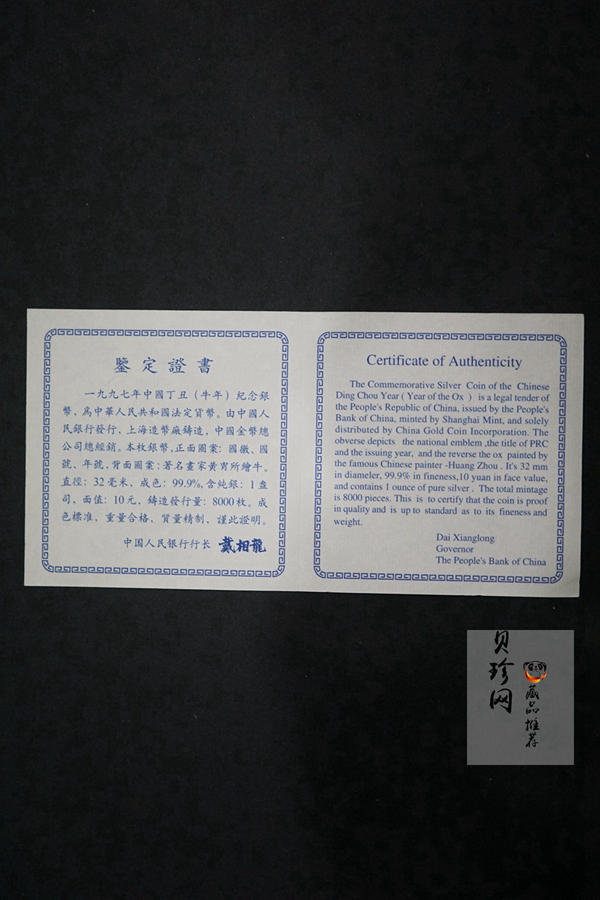 鑒定證書
一九九七年中國丁丑（牛年）紀念銀
幣，爲中華人民共和國法定貨幣。由中國人
民銀行發行、上海造幣廠鑄造，中國金幣總
公司總經銷。本枚銀幣，正面圖案：國徽、國
號、年號，背面圖案：著名畫家黄胄所繪牛。
直徑：32毫米，成色：99.9%，含純銀：1盎
司，面值：10元，鑄造發行量：8000枚。成
色標准、重量合格、質量精制、謹此證明。
中国人民銀行行长 戴相龍
Certificate of Authenticity
The Commemorative Silver Coin of the Chinese
Ding Chou Year ( Year of the Ox ) is a legal tender of
the People's Republic of China, issued by the People's
Bank of China, minted by Shanghai Mint, and solely
distributed by China Gold Coin Incorporation. The
obverse depicts the national emblem ,the title of PRC
and the issuing year, and the reverse the ox painted by
the famous Chinese painter -Huang Zhou . It's 32 mm
in diameler, 99.9% in fineness,10 yuan in face value,
and contains 1 ounce of pure silver . The total mintage
is 8000 pieces. This is to certify that the coin is proof
in quality and is up to standard as to its fineness and
weight.
Dai Xianglong
Governor
The People's Bank of China
贝珍网
藏品推荐